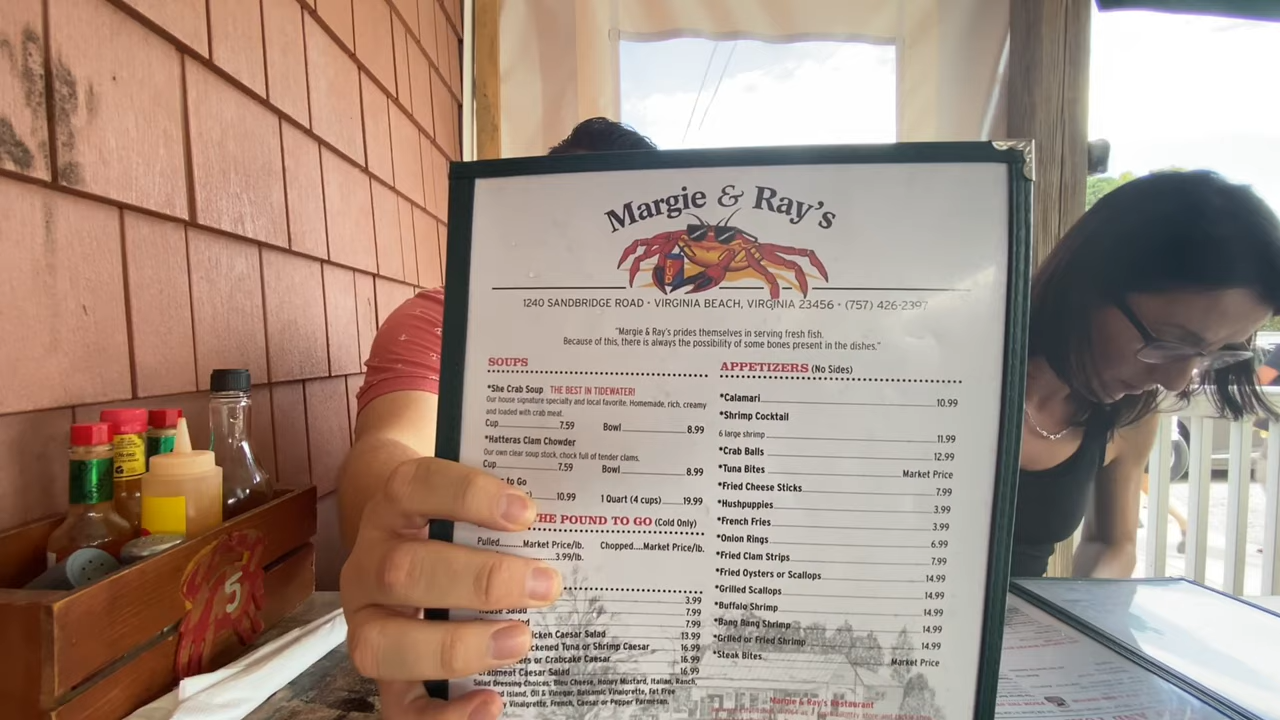 Margie & Ray's
FUD
1240 SANDBRIDGE ROAD • VIRGINIA BEACH, VIRGINIA 23456 • (757) 426-2397
"Margie & Ray's prides themselves in serving fresh fish.
Because of this, there is always the possibility of some bones present in the dishes."
SOUPS
*She Crab Soup THE BEST IN TIDEWATER!
Our house signature specialty and local favorite. Homemade, rich, creamy
and loaded with crab meat.
Cup 7.59 Bowl 8.99
*Hatteras Clam Chowder
Our own clear soup stock, chock full of tender clams.
Cup 7.59 Bowl 8.99
to Go
10.99 1 Quart (4 cups) 19.99
THE POUND TO GO (Cold Only)
Pulled Market Price/lb. Chopped Market Price/lb.
3.99/lb.
3.99
House Salad 7.99
7.99
Caesar Salad 13.99
Tuna or Shrimp Caesar 16.99
or Crabcake Caesar 16.99
Crabmeat Caesar Salad 16.99
Salad Dressing Choices: Bleu Cheese, Honey Mustard, Italian, Ranch,
Island, Oil & Vinegar, Balsamic Vinaigrette, Fat Free
Vinaigrette, French, Caesar or Pepper Parmesan.
APPETIZERS (No Sides)
*Calamari 10.99
*Shrimp Cocktail
6 large shrimp 11.99
*Crab Balls 12.99
*Tuna Bites Market Price
*Fried Cheese Sticks 7.99
*Hushpuppies 3.99
*French Fries 3.99
*Onion Rings 6.99
*Fried Clam Strips 7.99
*Fried Oysters or Scallops 14.99
*Grilled Scallops 14.99
*Buffalo Shrimp 14.99
*Bang Bang Shrimp 14.99
*Grilled or Fried Shrimp 14.99
*Steak Bites Market Price
Margie & Ray's Restaurant
5